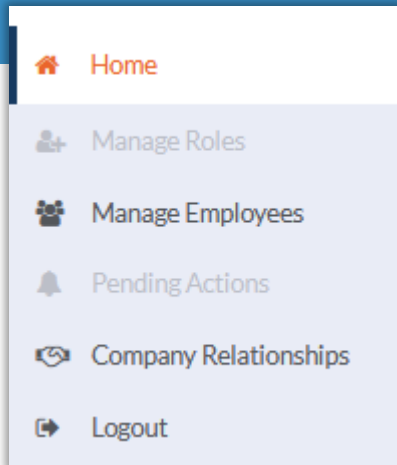 Home
Manage Roles
Manage Employees
Pending Actions
Company Relationships
Logout